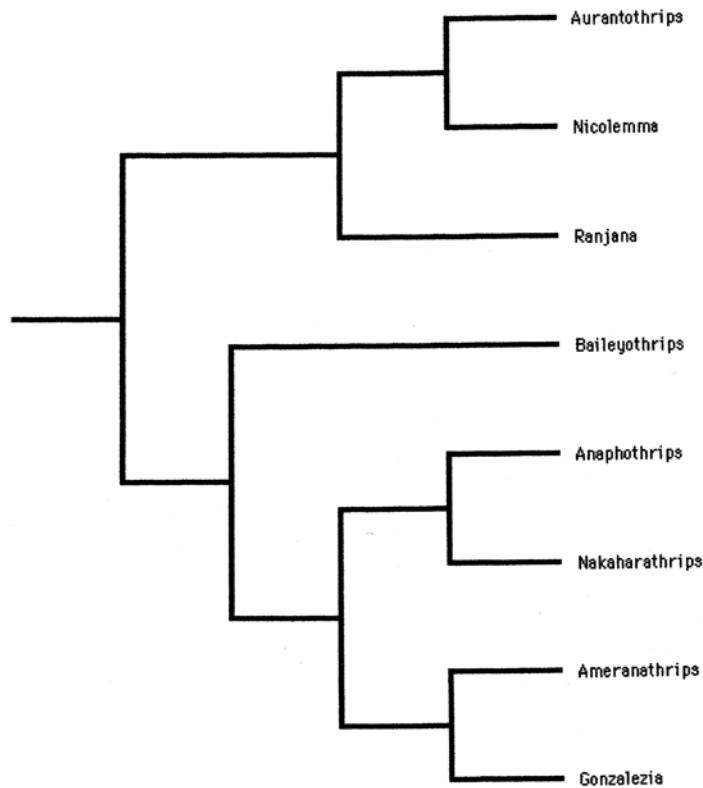 Aurantothrips
Nicolemma
Ranjana
Baileyothrips
Anaphothrips
Nakaharathrips
Ameranathrips
Gonzalezia